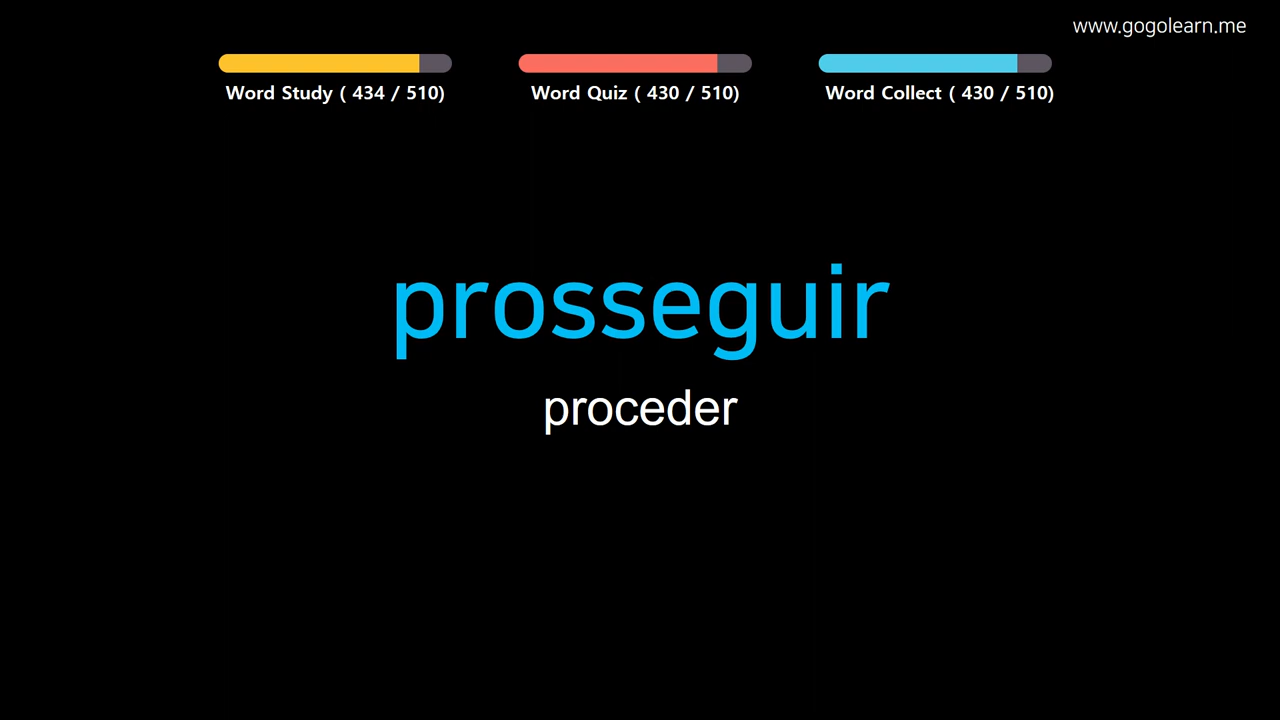 www.gogolearn.me
Word Study ( 434 / 510)
Word Quiz ( 430 / 510)
Word Collect ( 430 / 510)
prosseguir
proceder